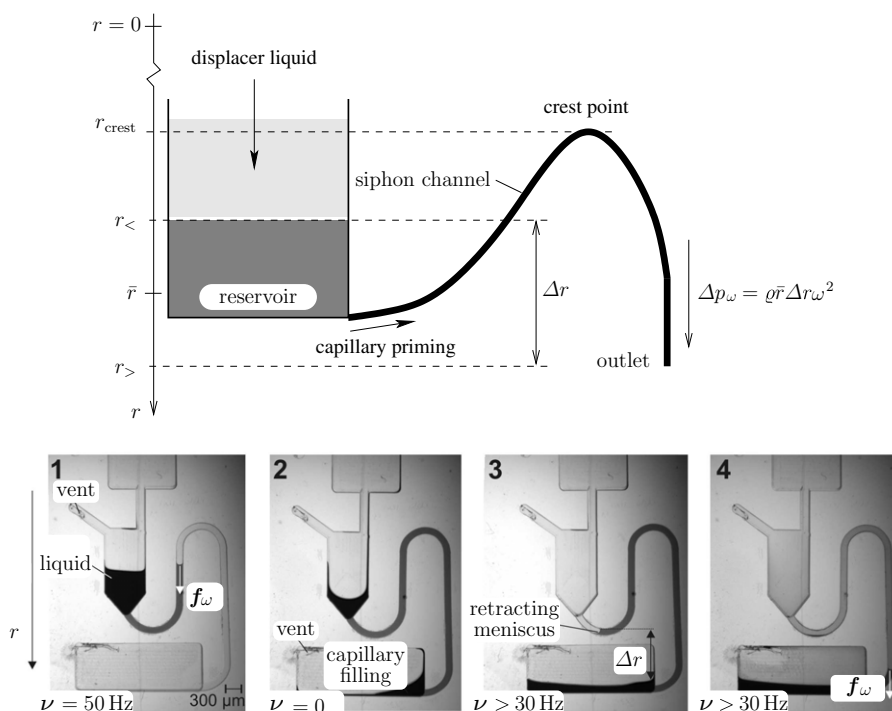 r = 0
displacer liquid
crest point
r_crest
siphon channel
r_<
r̄
reservoir
Δr
Δp_ω = ϱr̄Δrω²
capillary priming
outlet
r_>
r
1
2
3
4
vent
liquid
f_ω
retracting
meniscus
r
vent
capillary
filling
Δr
f_ω
300 µm
ν = 50 Hz
ν = 0
ν > 30 Hz
ν > 30 Hz